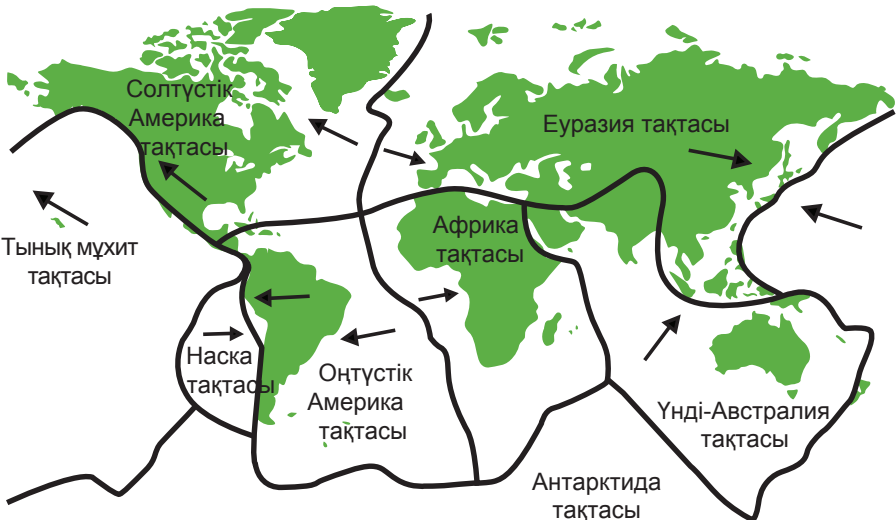 Солтүстік
Америка
тақтасы
Еуразия тақтасы
Тынық мұхит
тақтасы
Африка
тақтасы
Наска
тақтасы
Оңтүстік
Америка
тақтасы
Үнді-Австралия
тақтасы
Антарктида
тақтасы